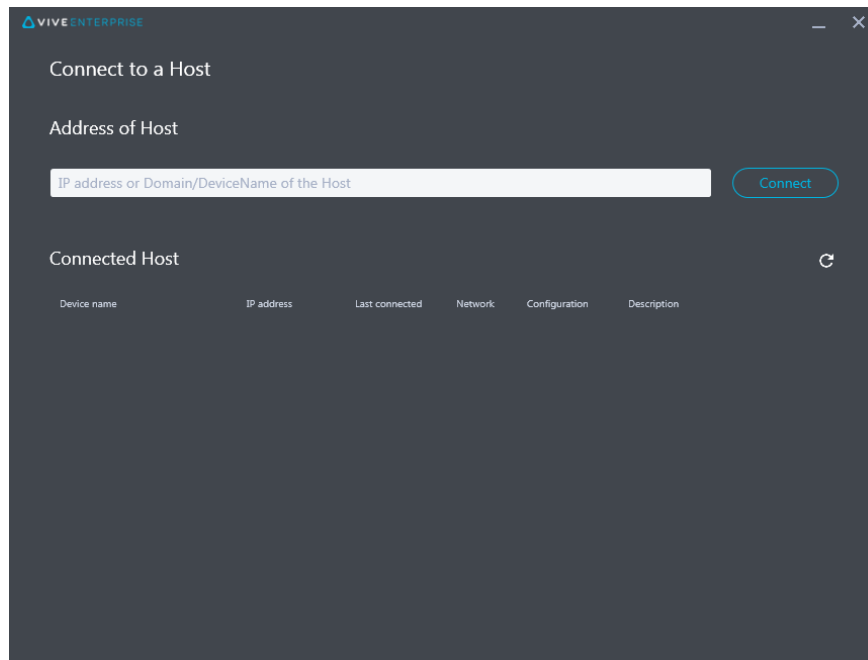 VIVE ENTERPRISE
Connect to a Host
Address of Host
IP address or Domain/DeviceName of the Host
Connect
Connected Host
Device name IP address Last connected Network Configuration Description